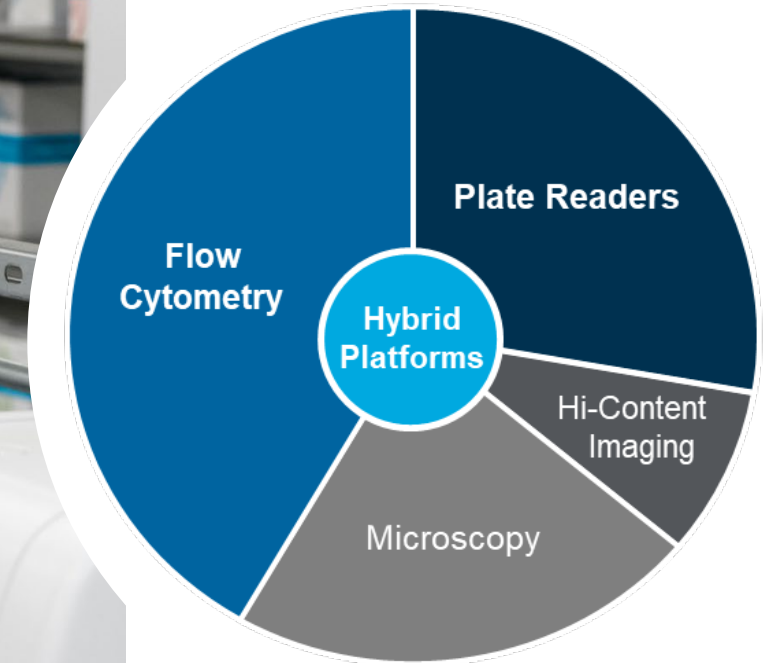 Plate Readers
Flow
Cytometry
Hybrid
Platforms
Hi-Content
Imaging
Microscopy